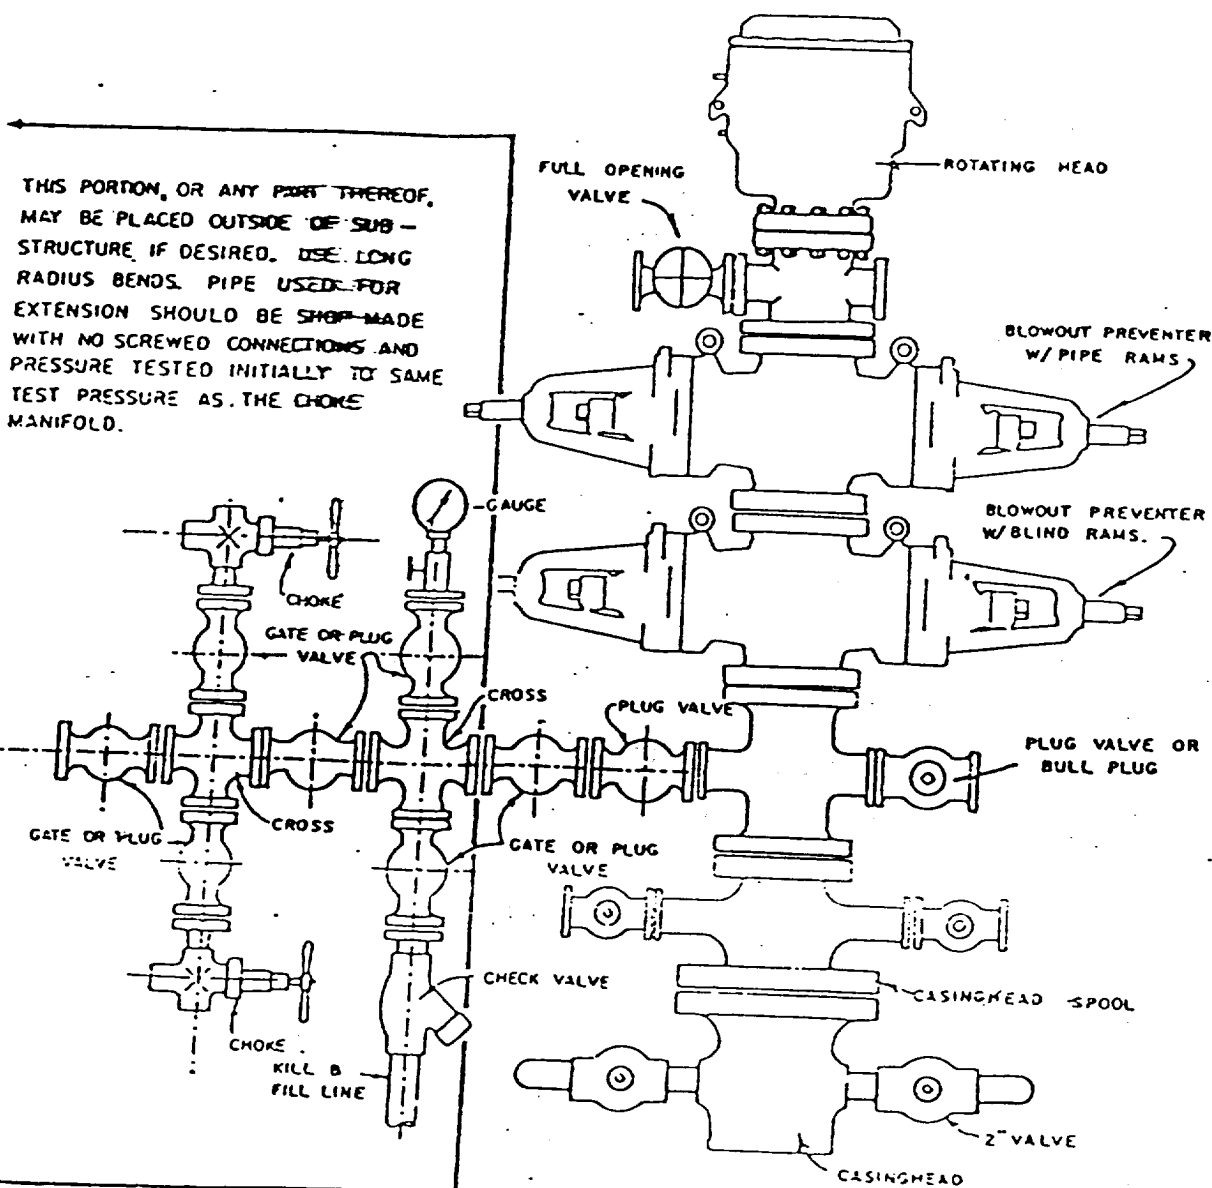 THIS PORTION, OR ANY PART THEREOF,
MAY BE PLACED OUTSIDE OF SUB-
STRUCTURE IF DESIRED. USE LONG
RADIUS BENDS. PIPE USED FOR
EXTENSION SHOULD BE SHOP MADE
WITH NO SCREWED CONNECTIONS AND
PRESSURE TESTED INITIALLY TO SAME
TEST PRESSURE AS THE CHOKE
MANIFOLD.
FULL OPENING
VALVE
ROTATING HEAD
BLOWOUT PREVENTER
W/ PIPE RAMS
GAUGE
BLOWOUT PREVENTER
W/BLIND RAMS.
CHOKE
GATE OR PLUG
VALVE
CROSS
PLUG VALVE
PLUG VALVE OR
BULL PLUG
CROSS
GATE OR PLUG
VALVE
GATE OR PLUG
VALVE
CHECK VALVE
CASINGHEAD SPOOL
CHOKE
KILL &
FILL LINE
2" VALVE
CASINGHEAD